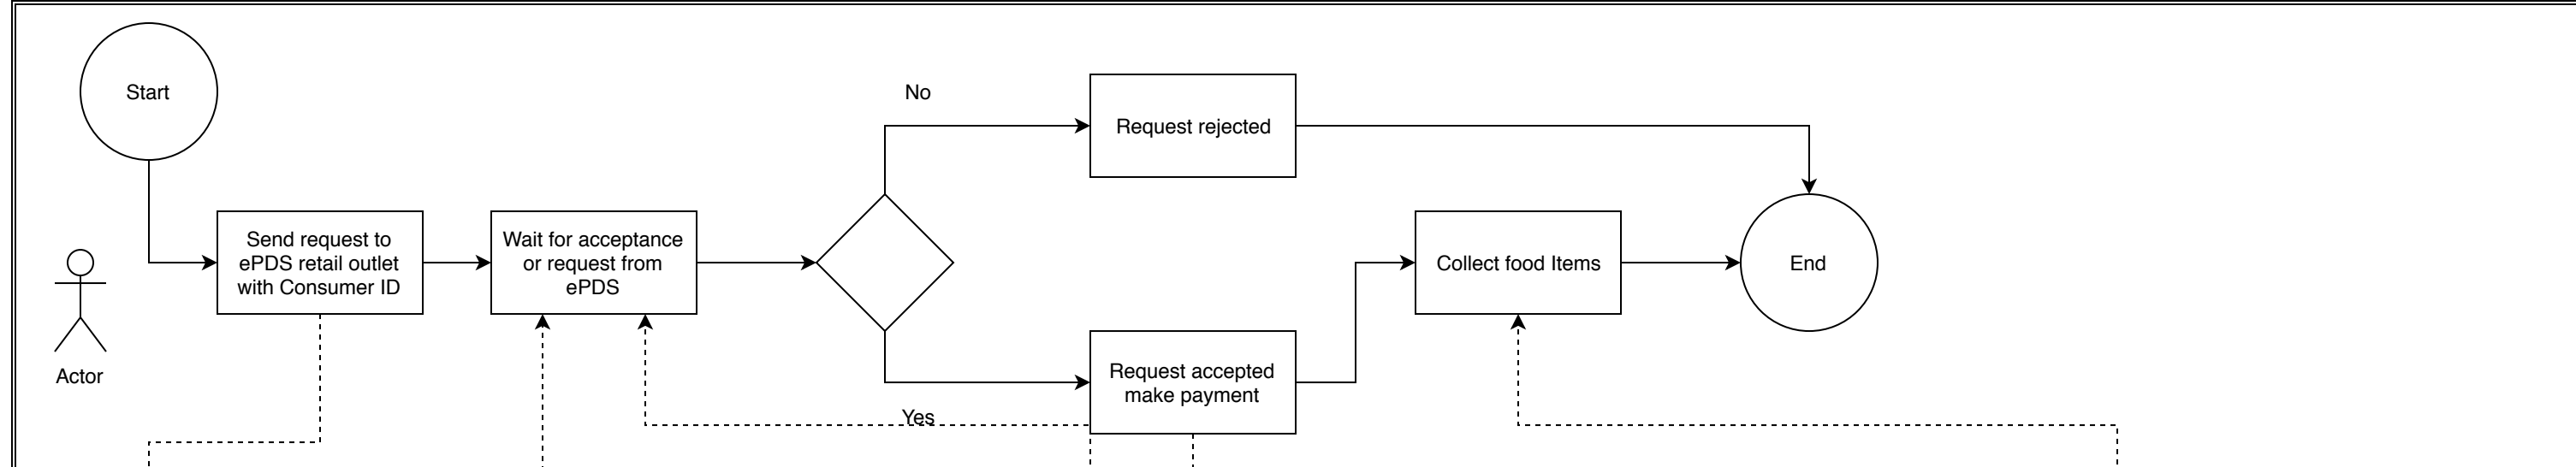 Start
No
Request rejected
Send request to
ePDS retail outlet
with Consumer ID
Wait for acceptance
or request from
ePDS
Collect food Items
End
Actor
Request accepted
make payment
Yes